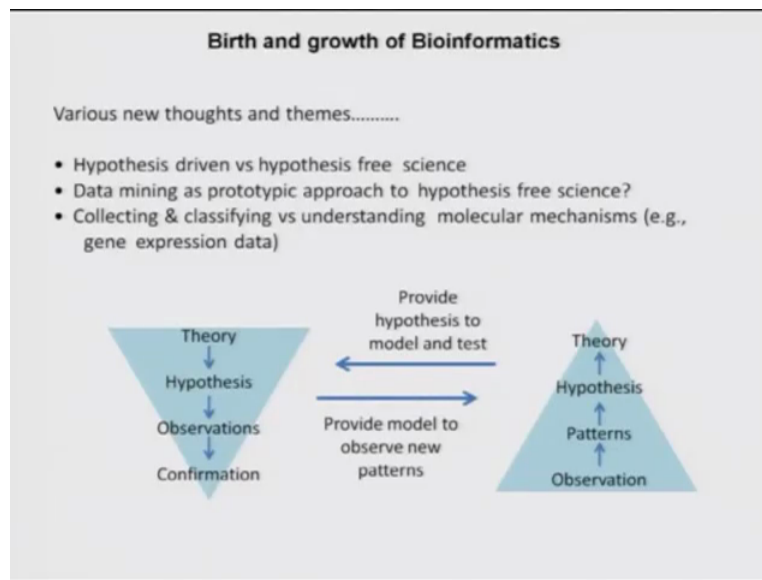 Birth and growth of Bioinformatics
Various new thoughts and themes..........
• Hypothesis driven vs hypothesis free science
• Data mining as prototypic approach to hypothesis free science?
• Collecting & classifying vs understanding molecular mechanisms (e.g.,
gene expression data)
Theory
Hypothesis
Observations
Confirmation
Provide
hypothesis to
model and test
Provide model to
observe new
patterns
Theory
Hypothesis
Patterns
Observation